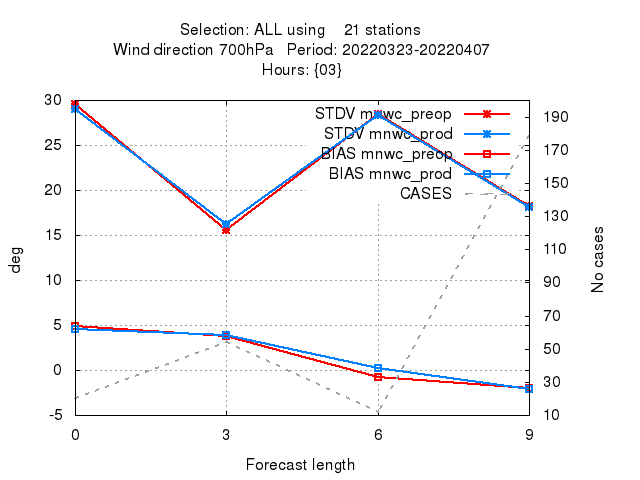 Selection: ALL using 21 stations
Wind direction 700hPa Period: 20220323-20220407
Hours: {03}
STDV mnwc_preop
STDV mnwc_prod
BIAS mnwc_preop
BIAS mnwc_prod
CASES
30
25
20
15
10
5
0
-5
190
170
150
130
110
90
70
50
30
10
deg
No cases
0 3 6 9
Forecast length